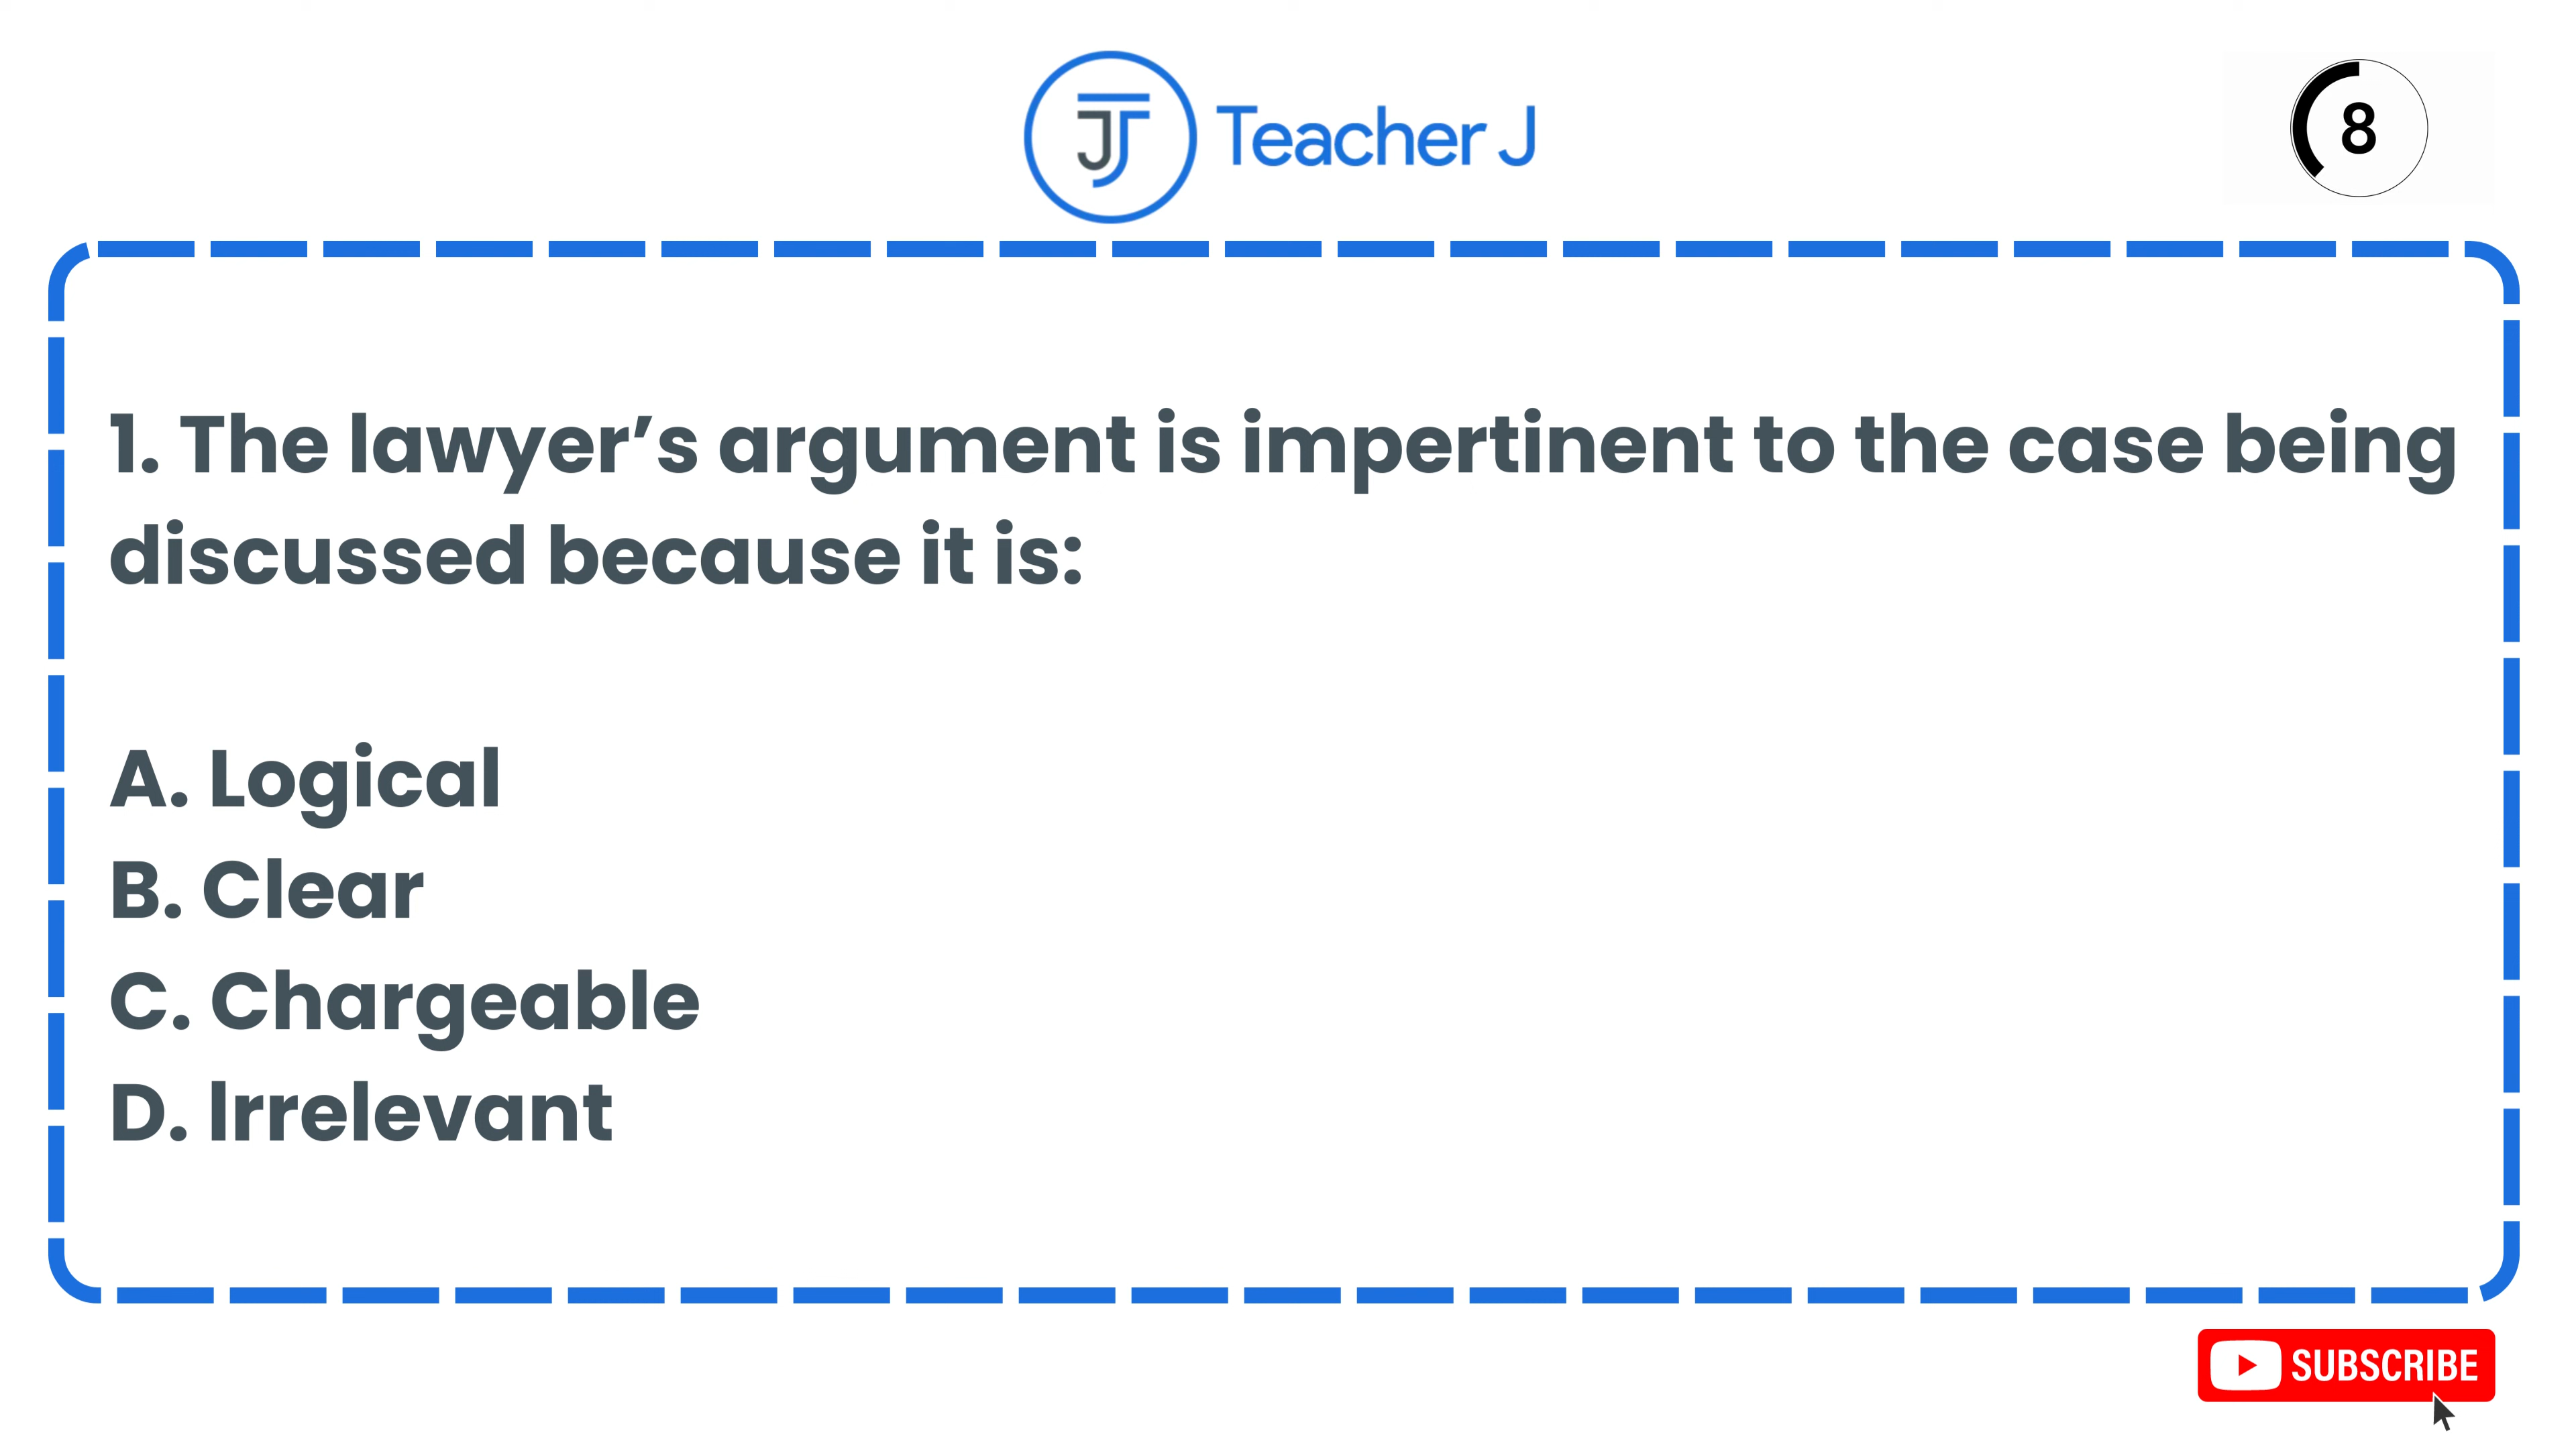 Teacher J
8
1. The lawyer’s argument is impertinent to the case being
discussed because it is:
A. Logical
B. Clear
C. Chargeable
D. Irrelevant
SUBSCRIBE